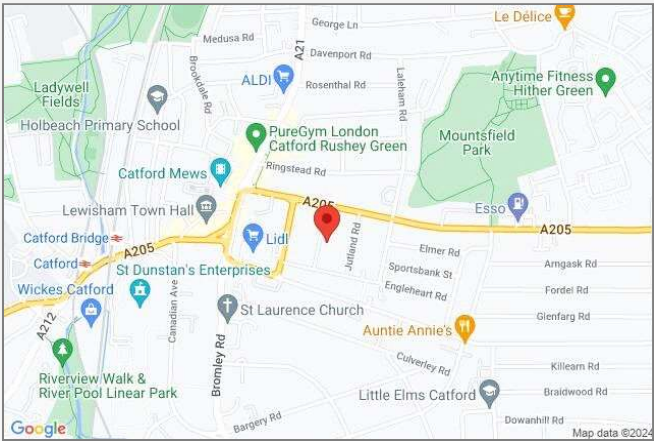 Le Délice
George Ln
Medusa Rd
A21
Davenport Rd
Brookdale Rd
ALDI
Rosenthal Rd
Laleham Rd
Anytime Fitness
Hither Green
Ladywell
Fields
Holbeach Primary School
PureGym London
Catford Rushey Green
Mountsfield
Park
Catford Mews
Ringstead Rd
A205
Esso
A205
Lewisham Town Hall
Catford Bridge
A205
Lidl
Jutland Rd
Elmer Rd
Catford
Sportsbank St
Arngask Rd
St Dunstan's Enterprises
Wickes Catford
Engleheart Rd
Fordel Rd
Canadian Ave
St Laurence Church
Glenfarg Rd
A212
Auntie Annie's
Bromley Rd
Culverley Rd
Killearn Rd
Riverview Walk &
River Pool Linear Park
Little Elms Catford
Braidwood Rd
Bargery Rd
Dowanhill Rd
Google
Map data ©2024